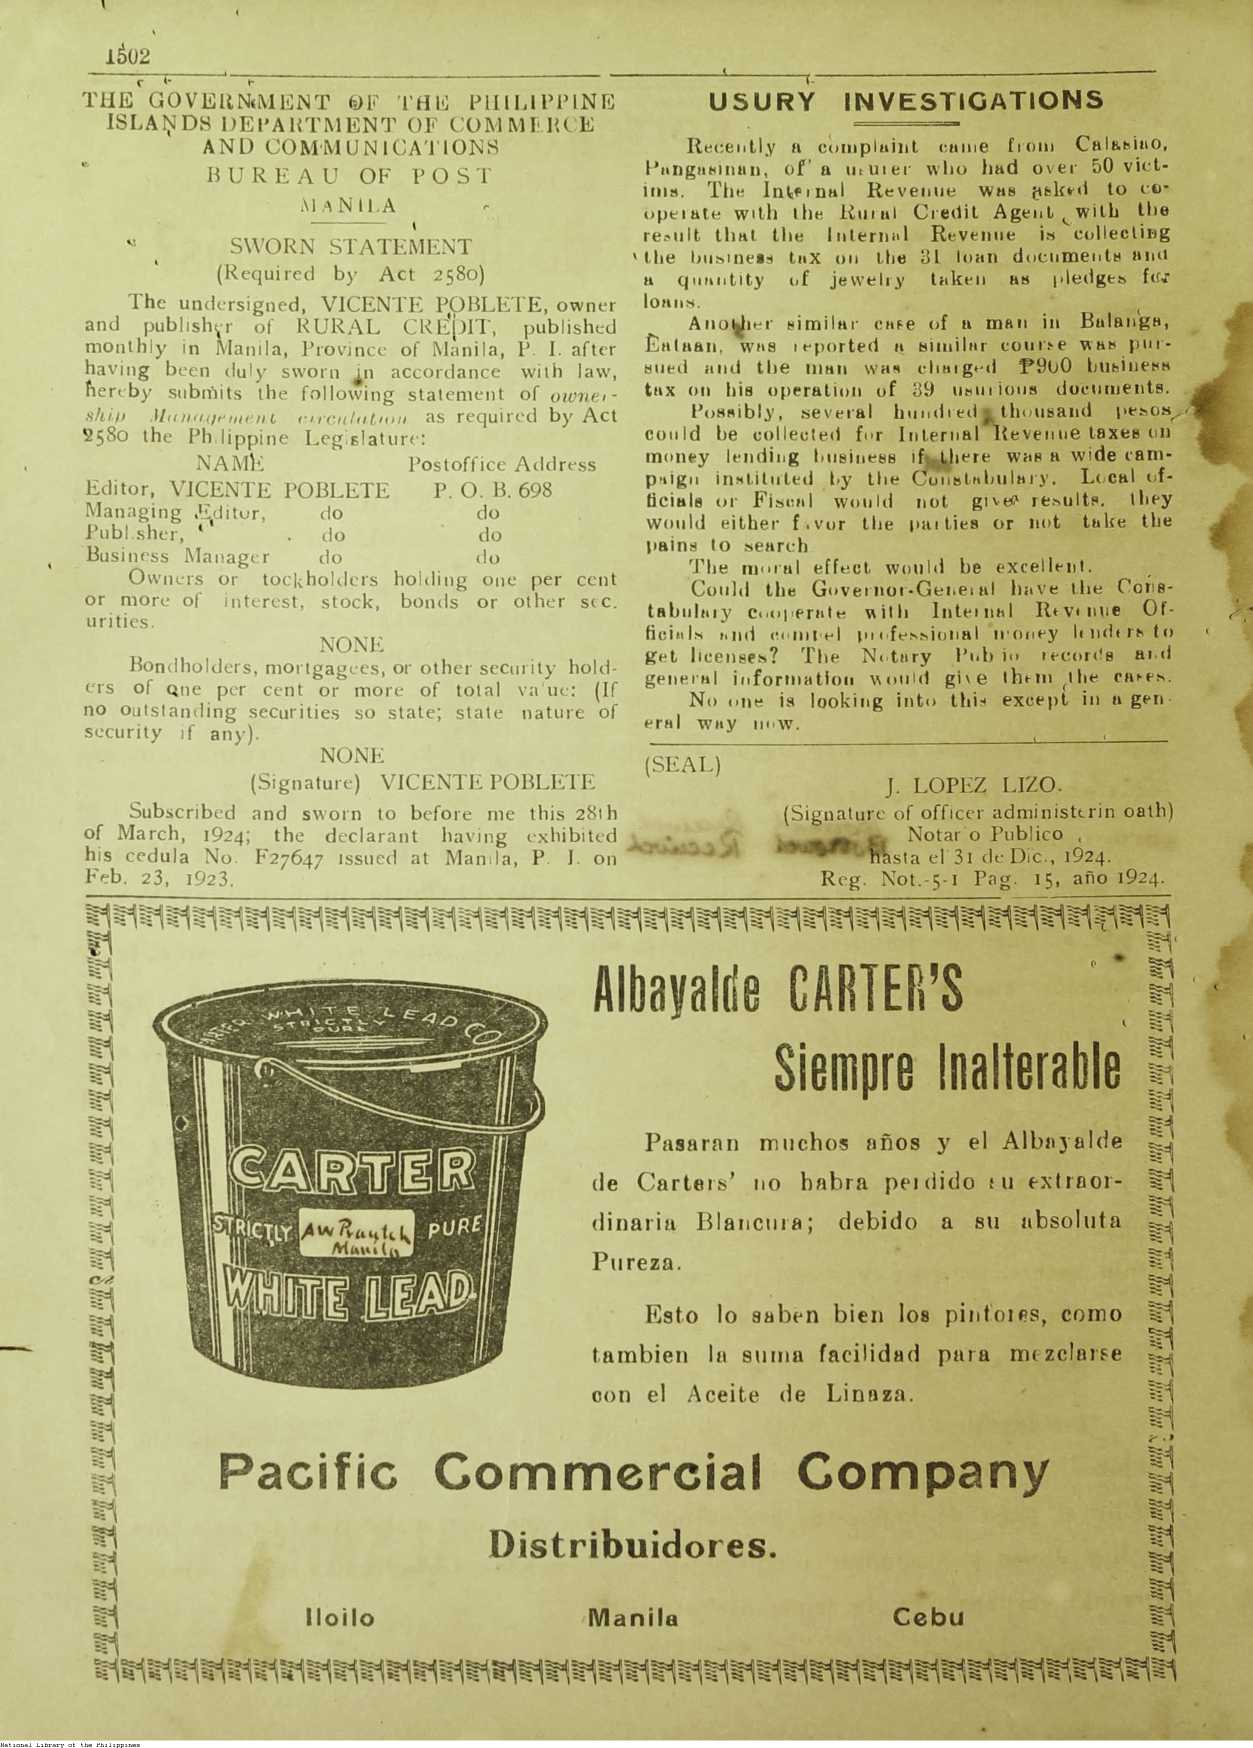 1502
THE GOVERNMENT OF THE PHILIPPINE
ISLANDS DEPARTMENT OF COMMERCE
AND COMMUNICATIONS
BUREAU OF POST
MANILA
SWORN STATEMENT
(Required by Act 2580)
The undersigned, VICENTE POBLETE, owner
and publisher of RURAL CREDIT, published
monthly in Manila, Province of Manila, P. I. after
having been duly sworn in accordance with law,
hereby submits the following statement of owner-
ship Management circulation as required by Act
2580 the Philippine Legislature:
NAME Postoffice Address
Editor, VICENTE POBLETE P. O. B. 698
Managing Editor, do do
Publisher, do do
Business Manager do do
Owners or tockholders holding one per cent
or more of interest, stock, bonds or other sec.
urities.
NONE
Bondholders, mortgagees, or other security hold-
ers of one per cent or more of total value: (If
no outstanding securities so state; state nature of
security if any).
NONE
(Signature) VICENTE POBLETE
Subscribed and sworn to before me this 28th
of March, 1924; the declarant having exhibited
his cedula No. F27647 issued at Manila, P. I. on
Feb. 23, 1923.
USURY INVESTIGATIONS
Recently a complaint came from Calasiao,
Pangasinan, of a usurer who had over 50 vict-
ims. The Internal Revenue was asked to co-
operate with the Rural Credit Agent with the
result that the Internal Revenue is collecting
the business tax on the 31 loan documents and
a quantity of jewelry taken as pledges for
loans.
Another similar case of a man in Balanga,
Bataan, was reported a similar course was pur-
sued and the man was charged ₱900 business
tax on his operation of 39 usurious documents.
Possibly, several hundred thousand pesos
could be collected for Internal Revenue taxes on
money lending business if there was a wide cam-
paign instituted by the Constabulary. Local of-
ficials or Fiscal would not give results. they
would either favor the parties or not take the
pains to search
The moral effect would be excellent.
Could the Governor-General have the Cons-
tabulary cooperate with Internal Revenue Of-
ficials and compel professional money lenders to
get licenses? The Notary Public records and
general information would give them the cases.
No one is looking into this except in a gen-
eral way now.
(SEAL)
J. LOPEZ LIZO.
(Signature of officer administerin oath)
Notario Publico
hasta el 31 de Dic., 1924.
Reg. Not.-5-1 Pag. 15, año 1924.
CARTER WHITE LEAD CO
STRICTLY
PURE
CARTER
STRICTLY AW Prautch PURE
Manila
WHITE LEAD
Albayalde CARTER'S
Siempre Inalterable
Pasaran muchos años y el Albayalde
de Carters' no habra perdido su extraor-
dinaria Blancura; debido a su absoluta
Pureza.
Esto lo saben bien los pintores, como
tambien la suma facilidad para mezclarse
con el Aceite de Linaza.
Pacific Commercial Company
Distribuidores.
Iloilo Manila Cebu
National Library of the Philippines